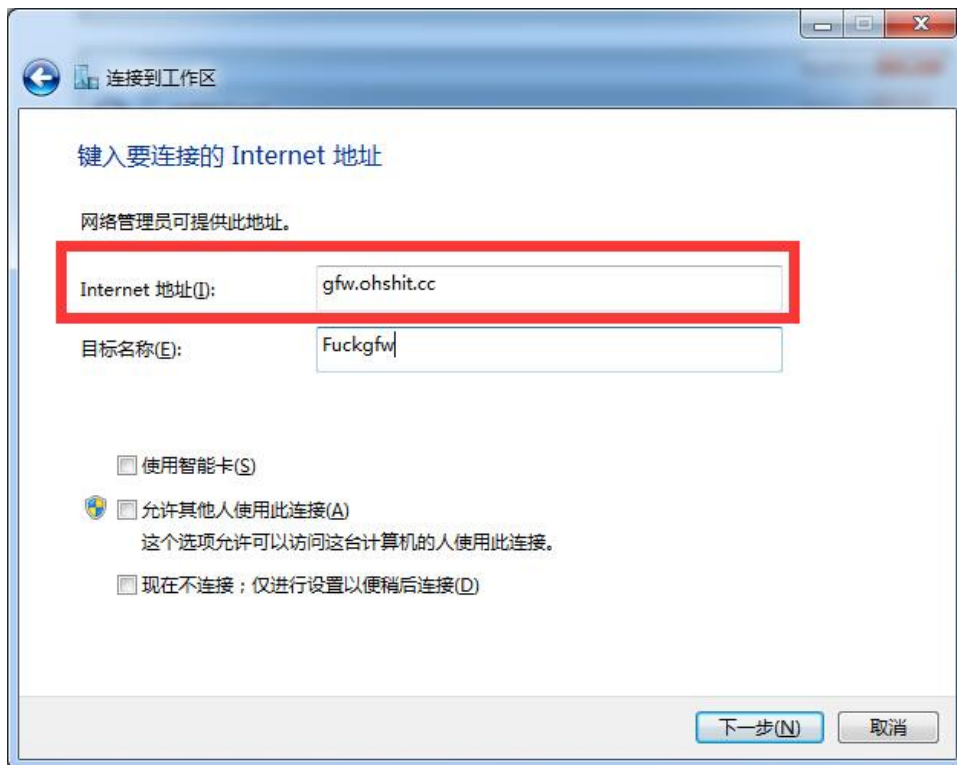 连接到工作区
键入要连接的 Internet 地址
网络管理员可提供此地址。
Internet 地址(I): gfw.ohshit.cc
目标名称(E): Fuckgfw
使用智能卡(S)
允许其他人使用此连接(A)
这个选项允许可以访问这台计算机的人使用此连接。
现在不连接；仅进行设置以便稍后连接(D)
下一步(N) 取消